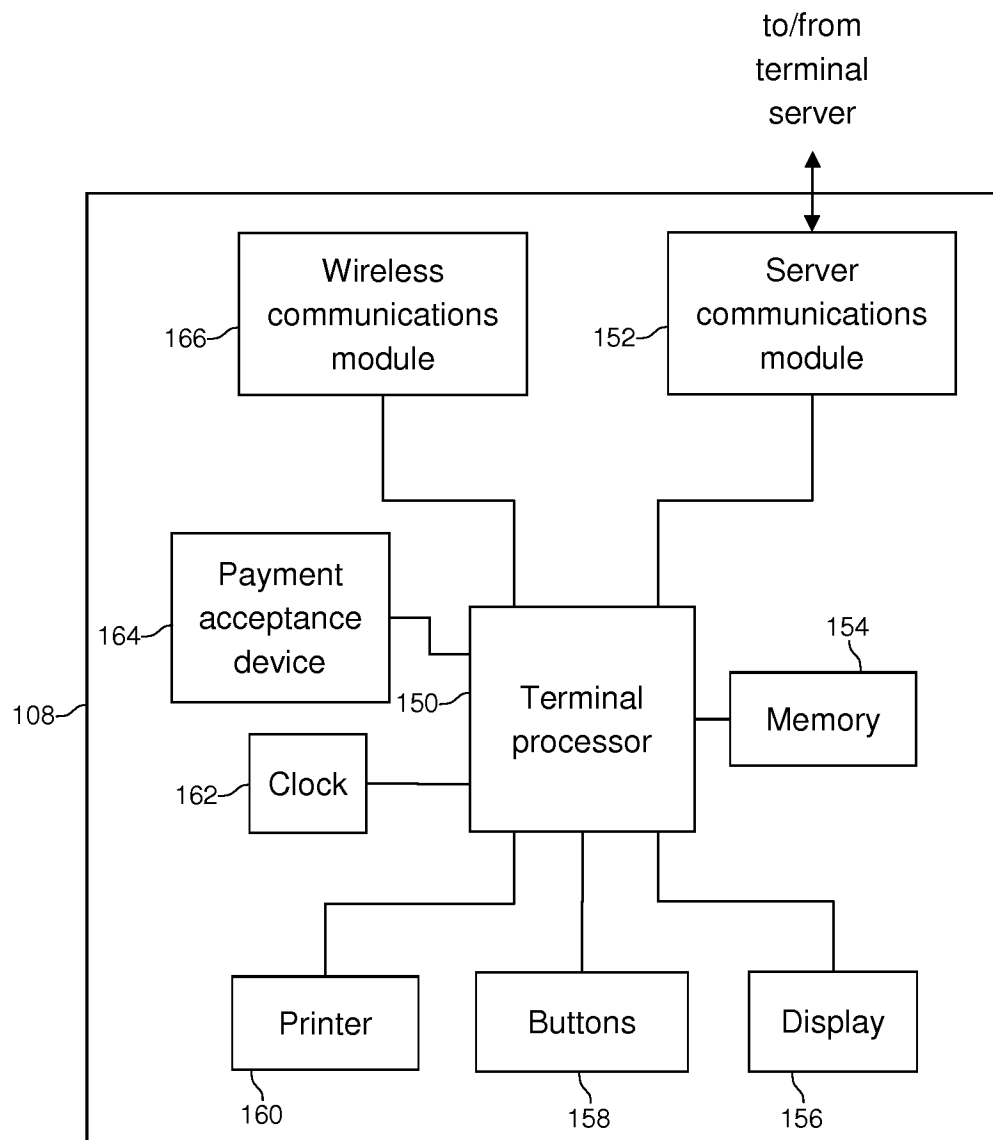 to/from
terminal
server
Wireless
communications
module
166
Server
communications
module
152
Payment
acceptance
device
164
154
Memory
150
Terminal
processor
108
Clock
162
Printer
Buttons
Display
160
158
156